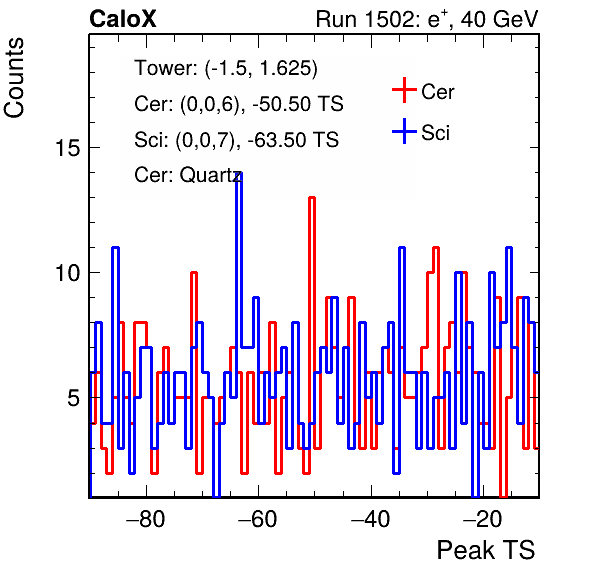 CaloX Run 1502: e⁺, 40 GeV
Counts
Tower: (-1.5, 1.625)
Cer: (0,0,6), -50.50 TS
Sci: (0,0,7), -63.50 TS
Cer: Quartz
Cer
Sci
15
10
5
−80 −60 −40 −20
Peak TS